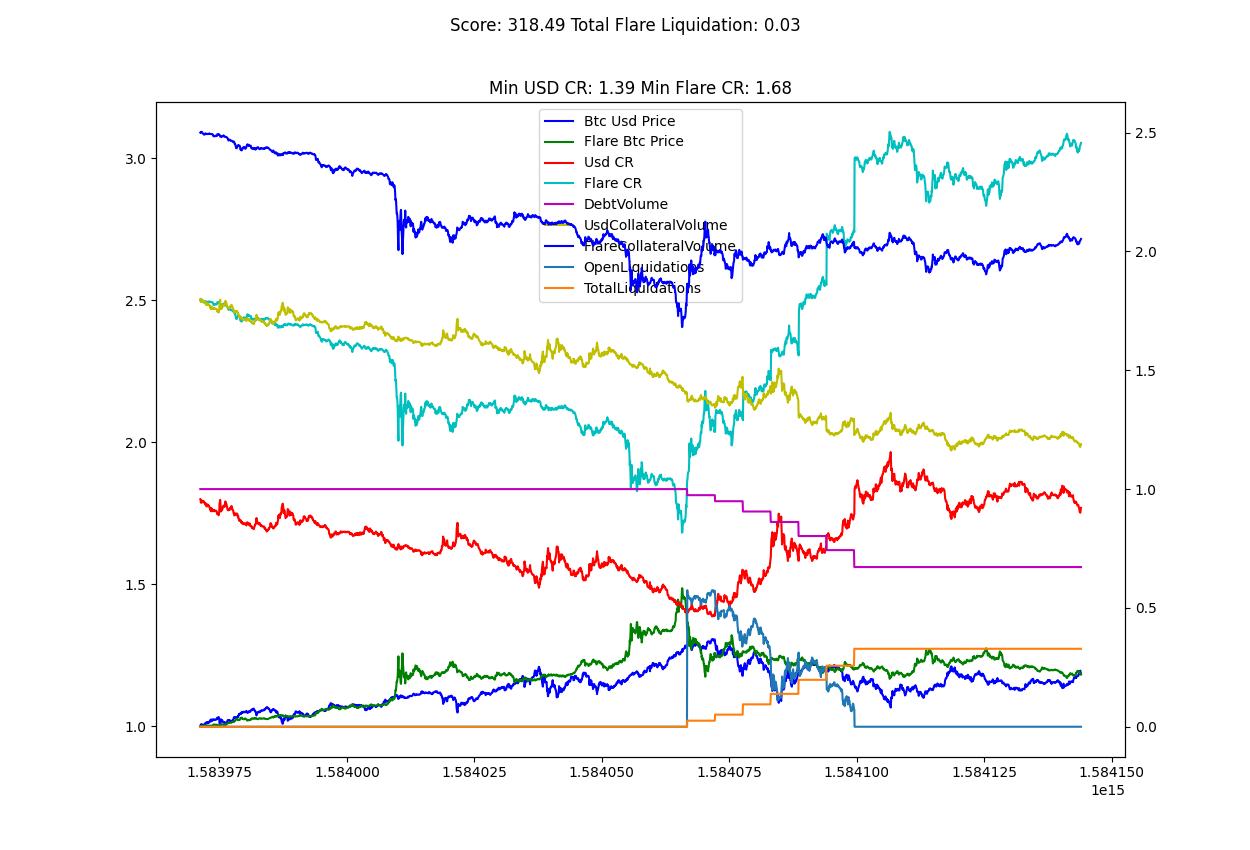 Score: 318.49 Total Flare Liquidation: 0.03
Min USD CR: 1.39 Min Flare CR: 1.68
Btc Usd Price
Flare Btc Price
Usd CR
Flare CR
DebtVolume
UsdCollateralVolume
FlareCollateralVolume
OpenLiquidations
TotalLiquidations
3.0
2.5
2.0
1.5
1.0
2.5
2.0
1.5
1.0
0.5
0.0
1.583975 1.584000 1.584025 1.584050 1.584075 1.584100 1.584125 1.584150
1e15